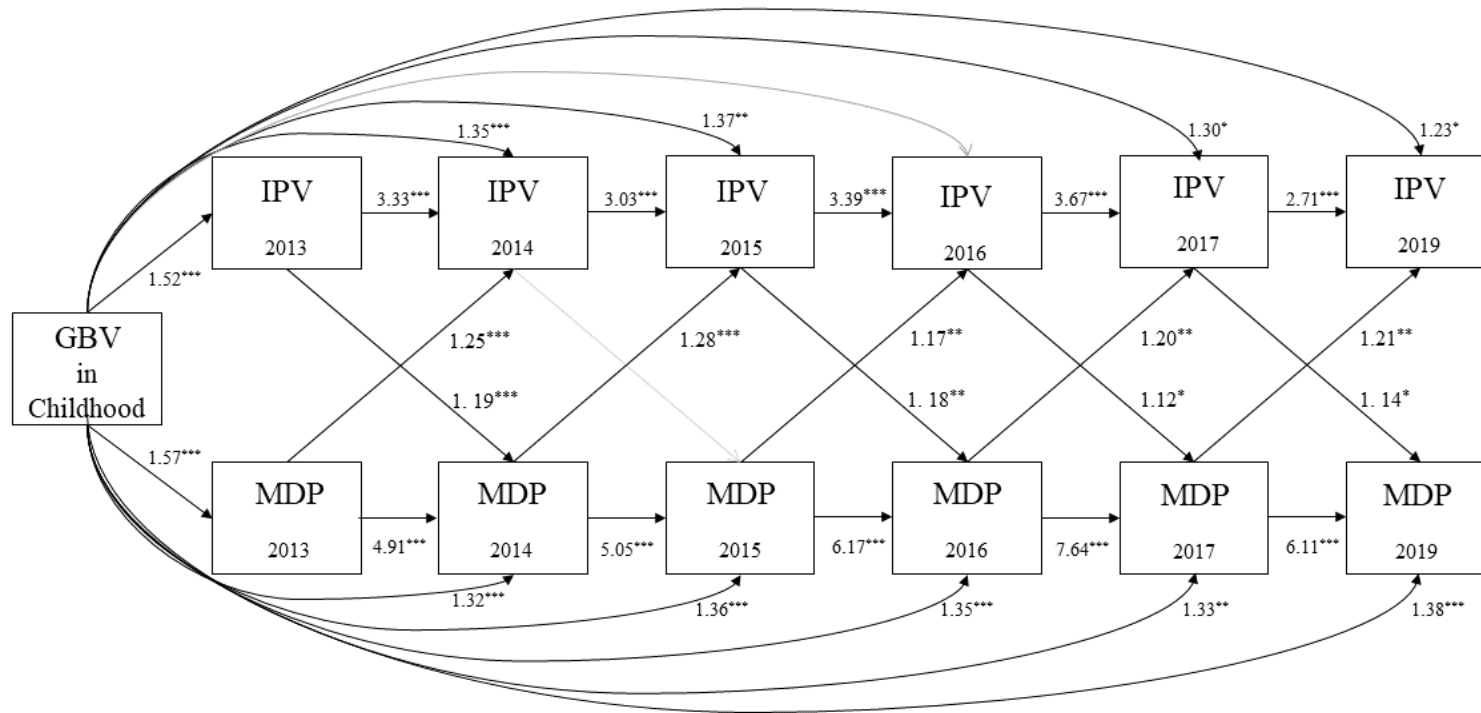 1.35***
1.37**
1.30*
1.23*
IPV
2013
3.33***
IPV
2014
3.03***
IPV
2015
3.39***
IPV
2016
3.67***
IPV
2017
2.71***
IPV
2019
1.52***
GBV
in
Childhood
1.25***
1.28***
1.17**
1.20**
1.21**
1. 19***
1. 18**
1.12*
1. 14*
1.57***
MDP
2013
4.91***
MDP
2014
5.05***
MDP
2015
6.17***
MDP
2016
7.64***
MDP
2017
6.11***
MDP
2019
1.32***
1.36***
1.35***
1.33**
1.38***